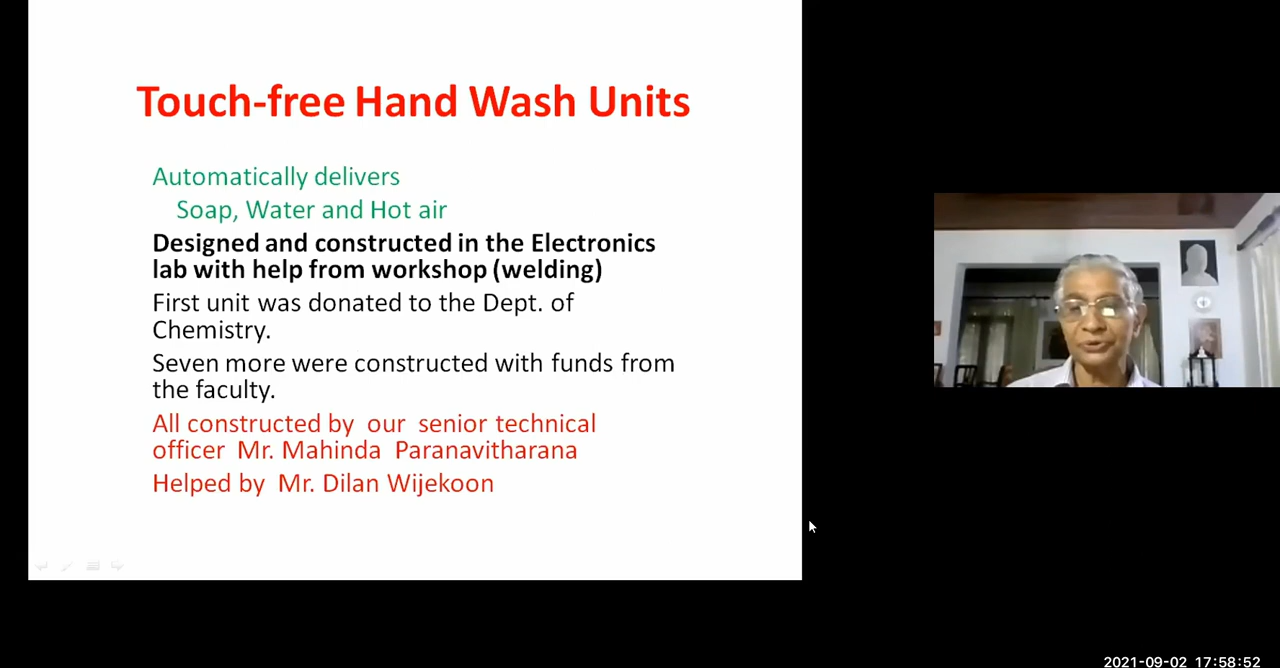 Touch-free Hand Wash Units
Automatically delivers
Soap, Water and Hot air
Designed and constructed in the Electronics
lab with help from workshop (welding)
First unit was donated to the Dept. of
Chemistry.
Seven more were constructed with funds from
the faculty.
All constructed by our senior technical
officer Mr. Mahinda Paranavitharana
Helped by Mr. Dilan Wijekoon
2021-09-02 17:58:52